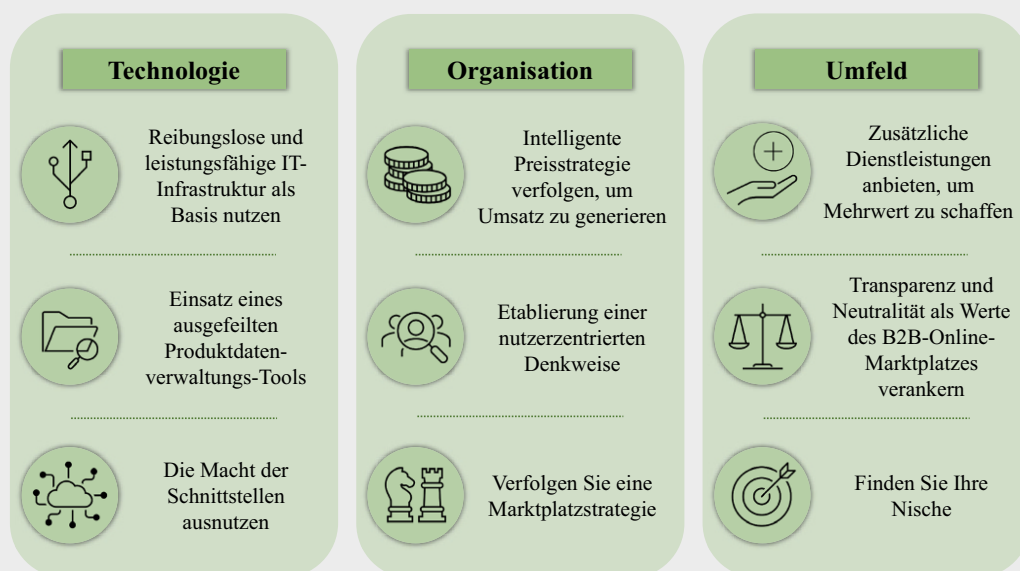 Technologie
Reibungslose und
leistungsfähige IT-
Infrastruktur als
Basis nutzen
Einsatz eines
ausgefeilten
Produktdaten-
verwaltungs-Tools
Die Macht der
Schnittstellen
ausnutzen
Organisation
Intelligente
Preisstrategie
verfolgen, um
Umsatz zu generieren
Etablierung einer
nutzerzentrierten
Denkweise
Verfolgen Sie eine
Marktplatzstrategie
Umfeld
Zusätzliche
Dienstleistungen
anbieten, um
Mehrwert zu schaffen
Transparenz und
Neutralität als Werte
des B2B-Online-
Marktplatzes
verankern
Finden Sie Ihre
Nische